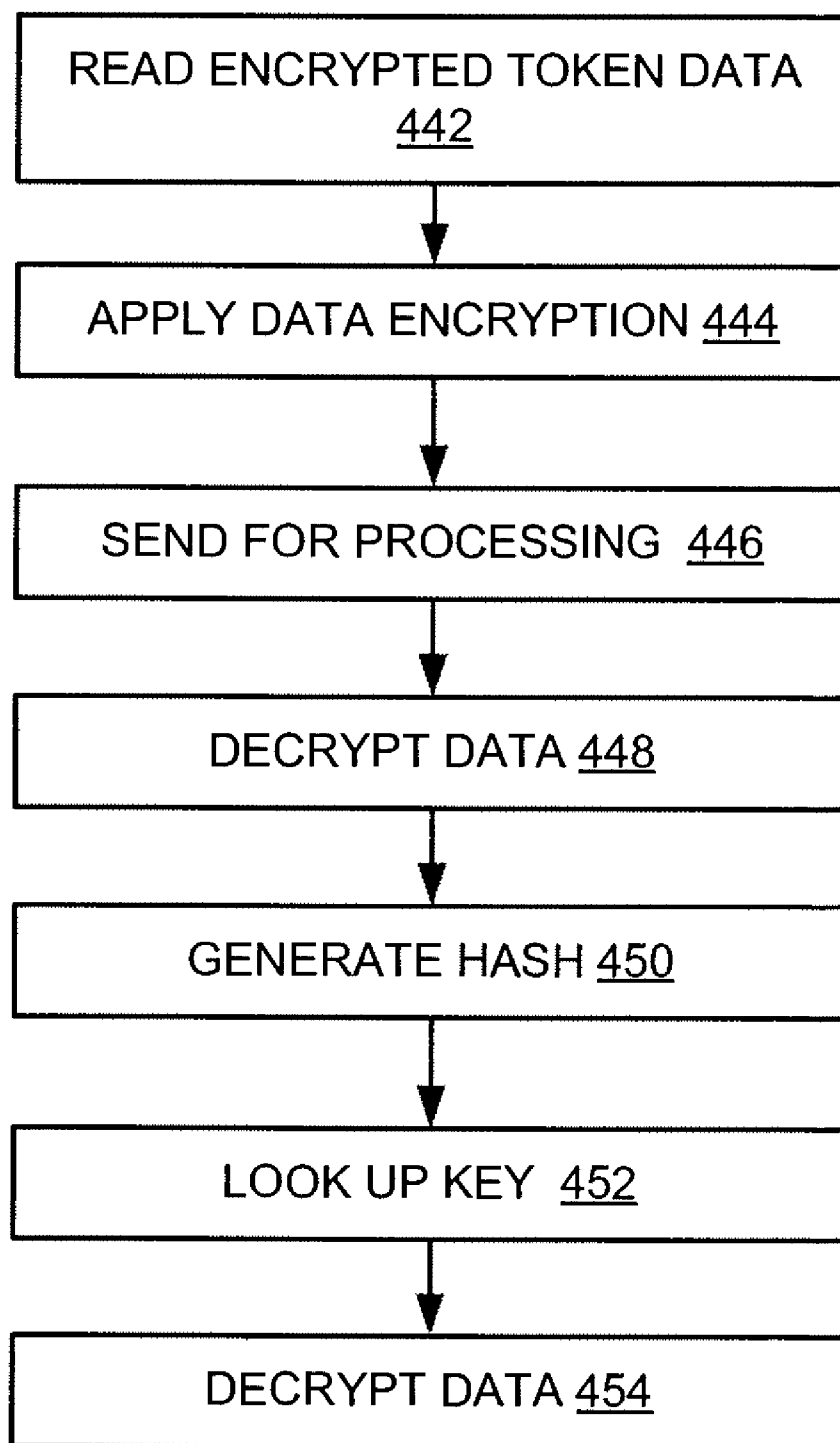 READ ENCRYPTED TOKEN DATA
442
APPLY DATA ENCRYPTION 444
SEND FOR PROCESSING 446
DECRYPT DATA 448
GENERATE HASH 450
LOOK UP KEY 452
DECRYPT DATA 454